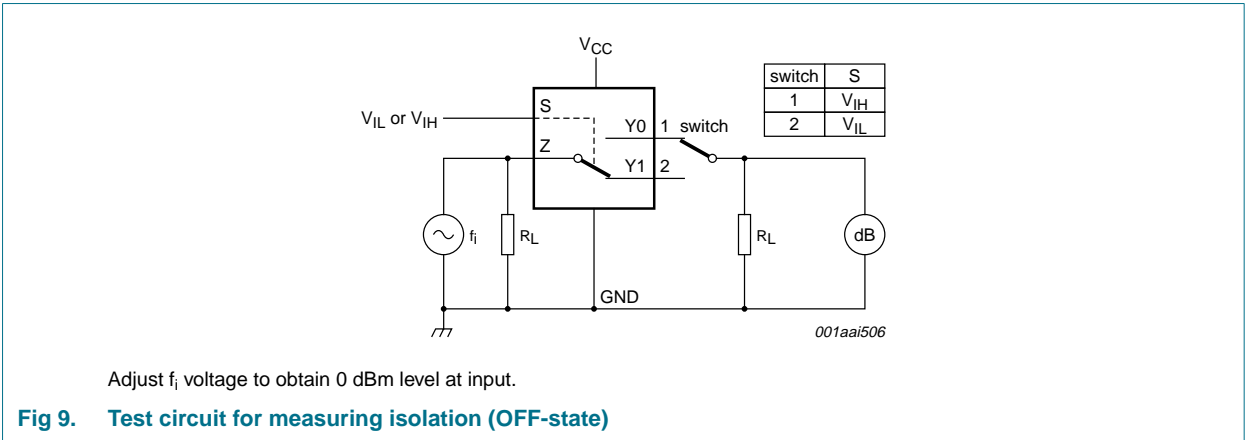 VCC
switch S
1 VIH
2 VIL
VIL or VIH
S
Z
Y0 1 switch
Y1 2
fi
RL
RL
dB
GND
001aai506
Adjust fi voltage to obtain 0 dBm level at input.
Fig 9. Test circuit for measuring isolation (OFF-state)